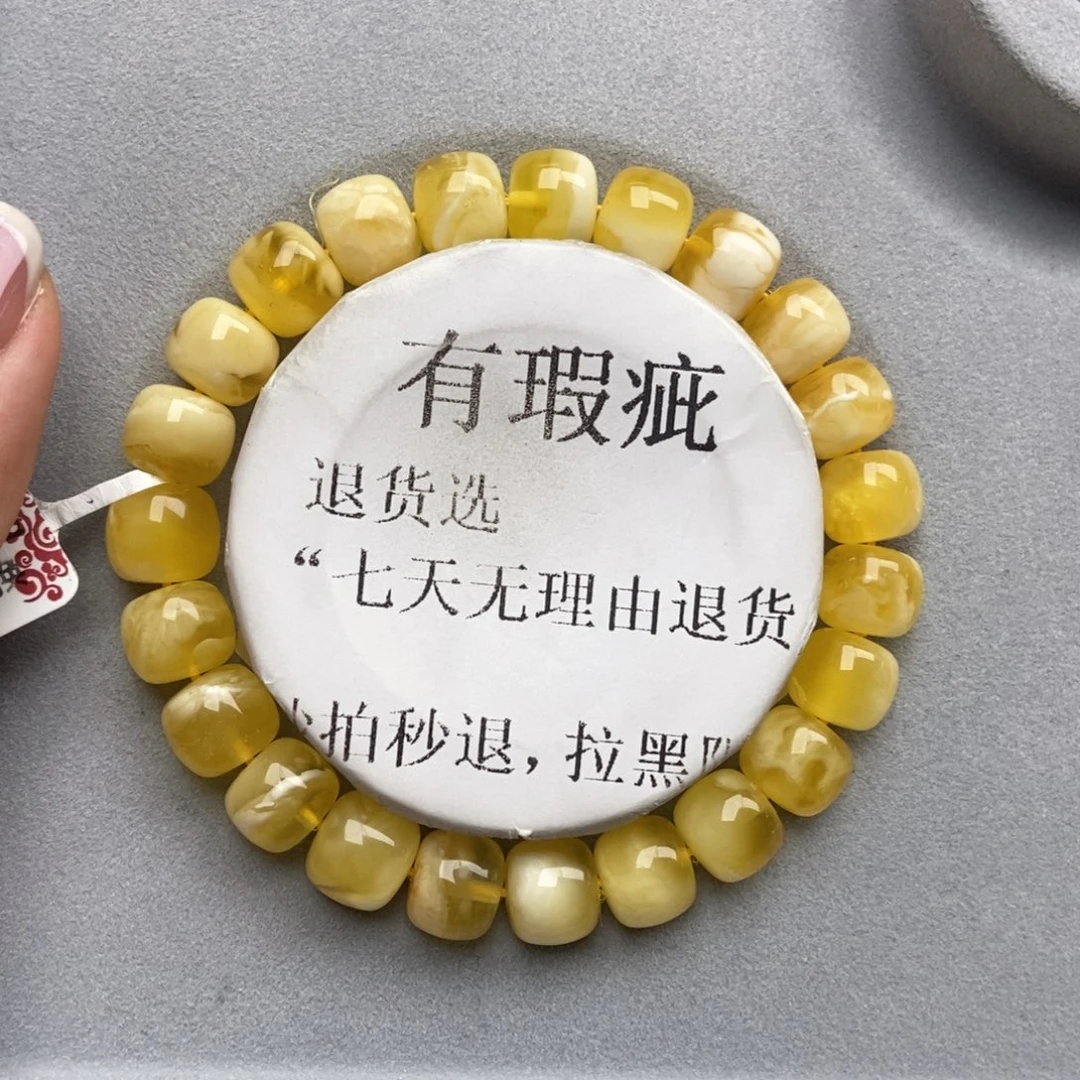 有瑕疵
退货选
“七天无理由退货
拍秒退，拉黑